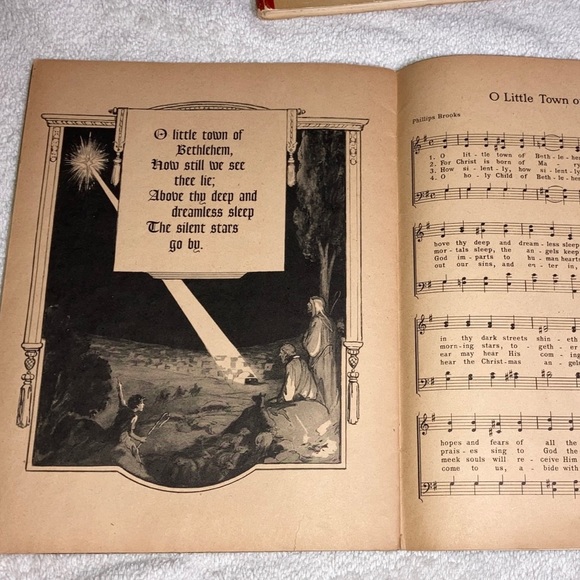 O little town of
Bethlehem,
How still we see
thee lie;
Above thy deep and
dreamless sleep
The silent stars
go by.
O Little Town of
Phillips Brooks
1. O lit - tle town of Beth - le - hem
2. For Christ is born of Ma - ry
3. How si - lent - ly, how si - lent - ly
4. O ho - ly Child of Beth - le - hem
bove thy deep and dream - less sleep
mor - tals sleep, the an - gels keep
God im - parts to hu - man hearts
out our sins, and en - ter in,
in thy dark streets shin - eth
morn - ing stars, to - geth - er
ear may hear His com - ing
hear the Christ - mas an - gels
hopes and fears of all the
prais - es sing to God the
meek souls will re - ceive Him
come to us, a - bide with